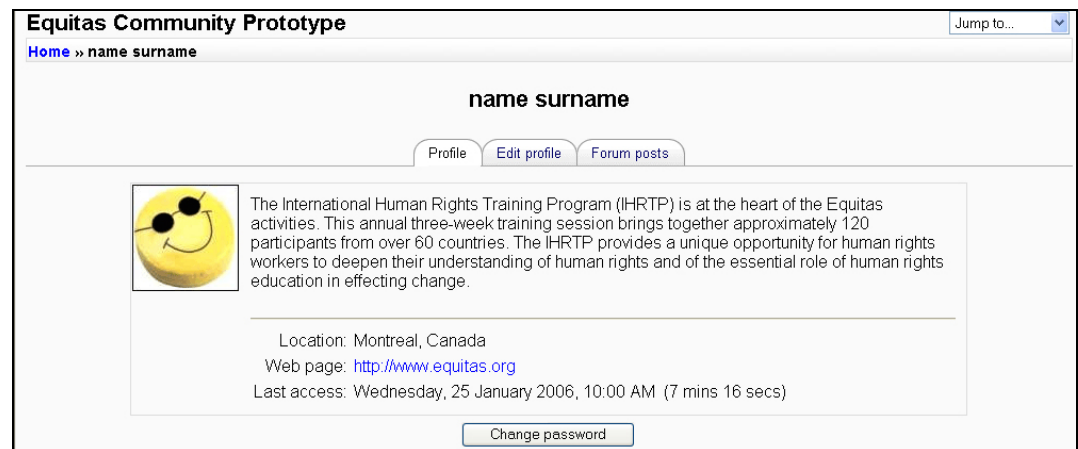 Equitas Community Prototype
Jump to...
Home » name surname
name surname
Profile
Edit profile
Forum posts
The International Human Rights Training Program (IHRTP) is at the heart of the Equitas
activities. This annual three-week training session brings together approximately 120
participants from over 60 countries. The IHRTP provides a unique opportunity for human rights
workers to deepen their understanding of human rights and of the essential role of human rights
education in effecting change.
Location: Montreal, Canada
Web page: http://www.equitas.org
Last access: Wednesday, 25 January 2006, 10:00 AM (7 mins 16 secs)
Change password